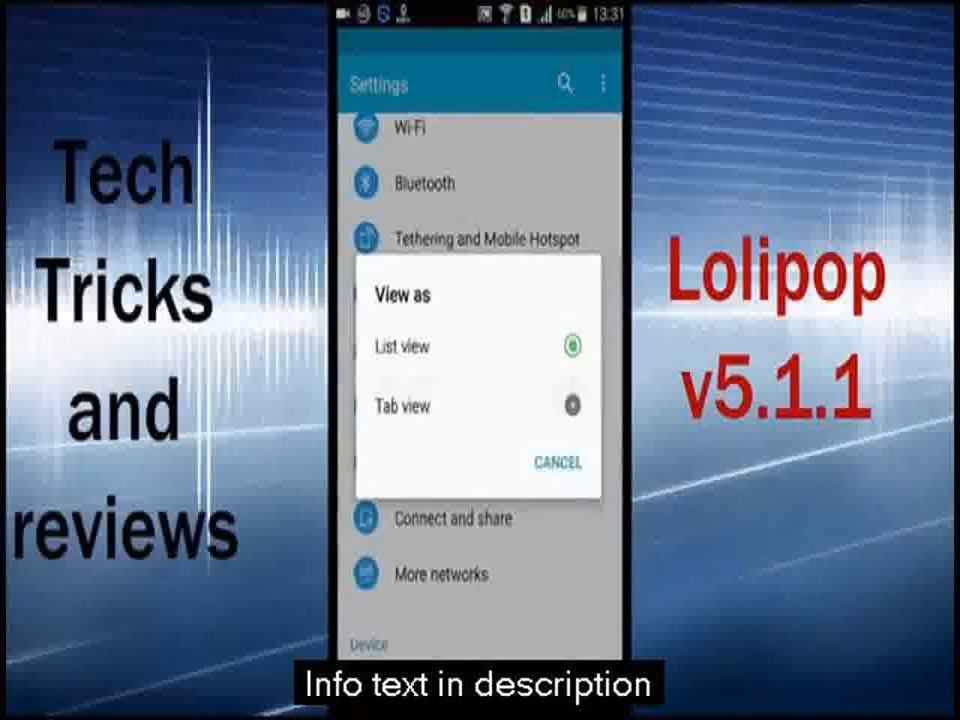 Tech
Tricks
and
reviews
13:31
Settings
Wi-Fi
Bluetooth
Tethering and Mobile Hotspot
View as
List view
Tab view
CANCEL
Connect and share
More networks
Device
Lolipop
v5.1.1
Info text in description